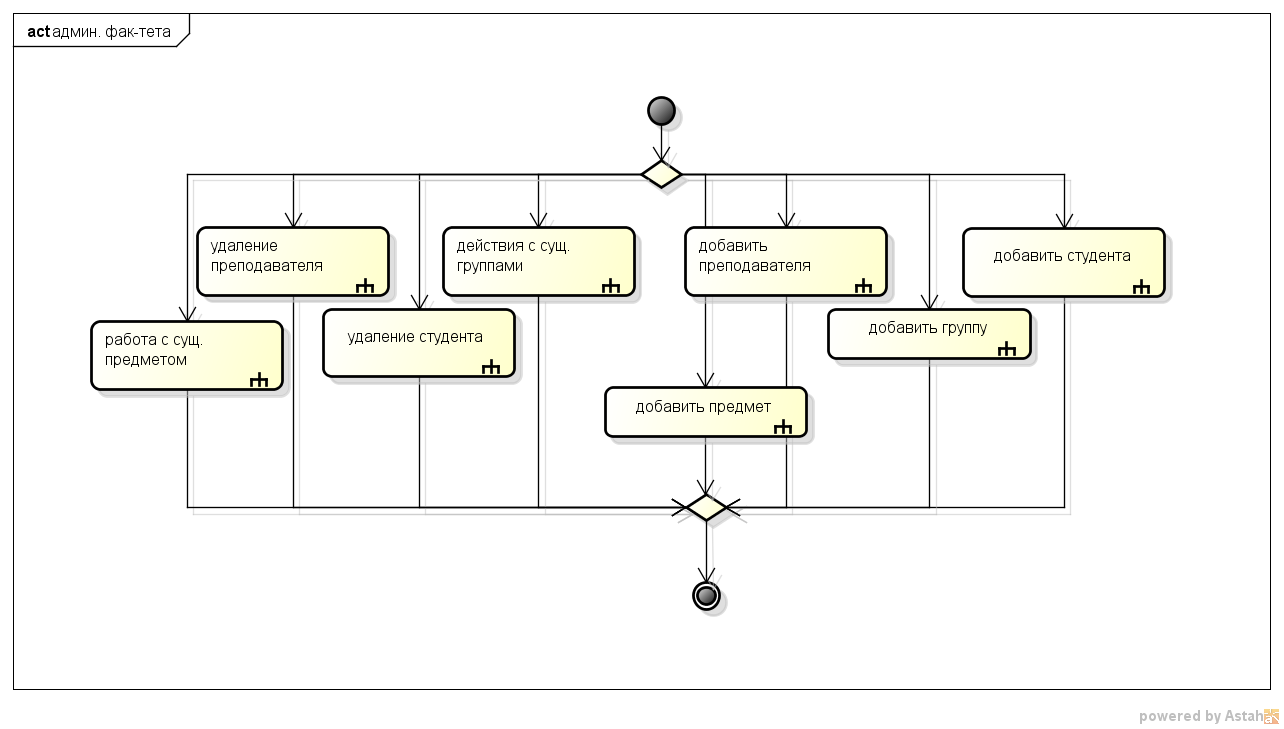 act админ. фак-тета
удаление
преподавателя
действия с сущ.
группами
добавить
преподавателя
добавить студента
работа с сущ.
предметом
удаление студента
добавить группу
добавить предмет
powered by Astah